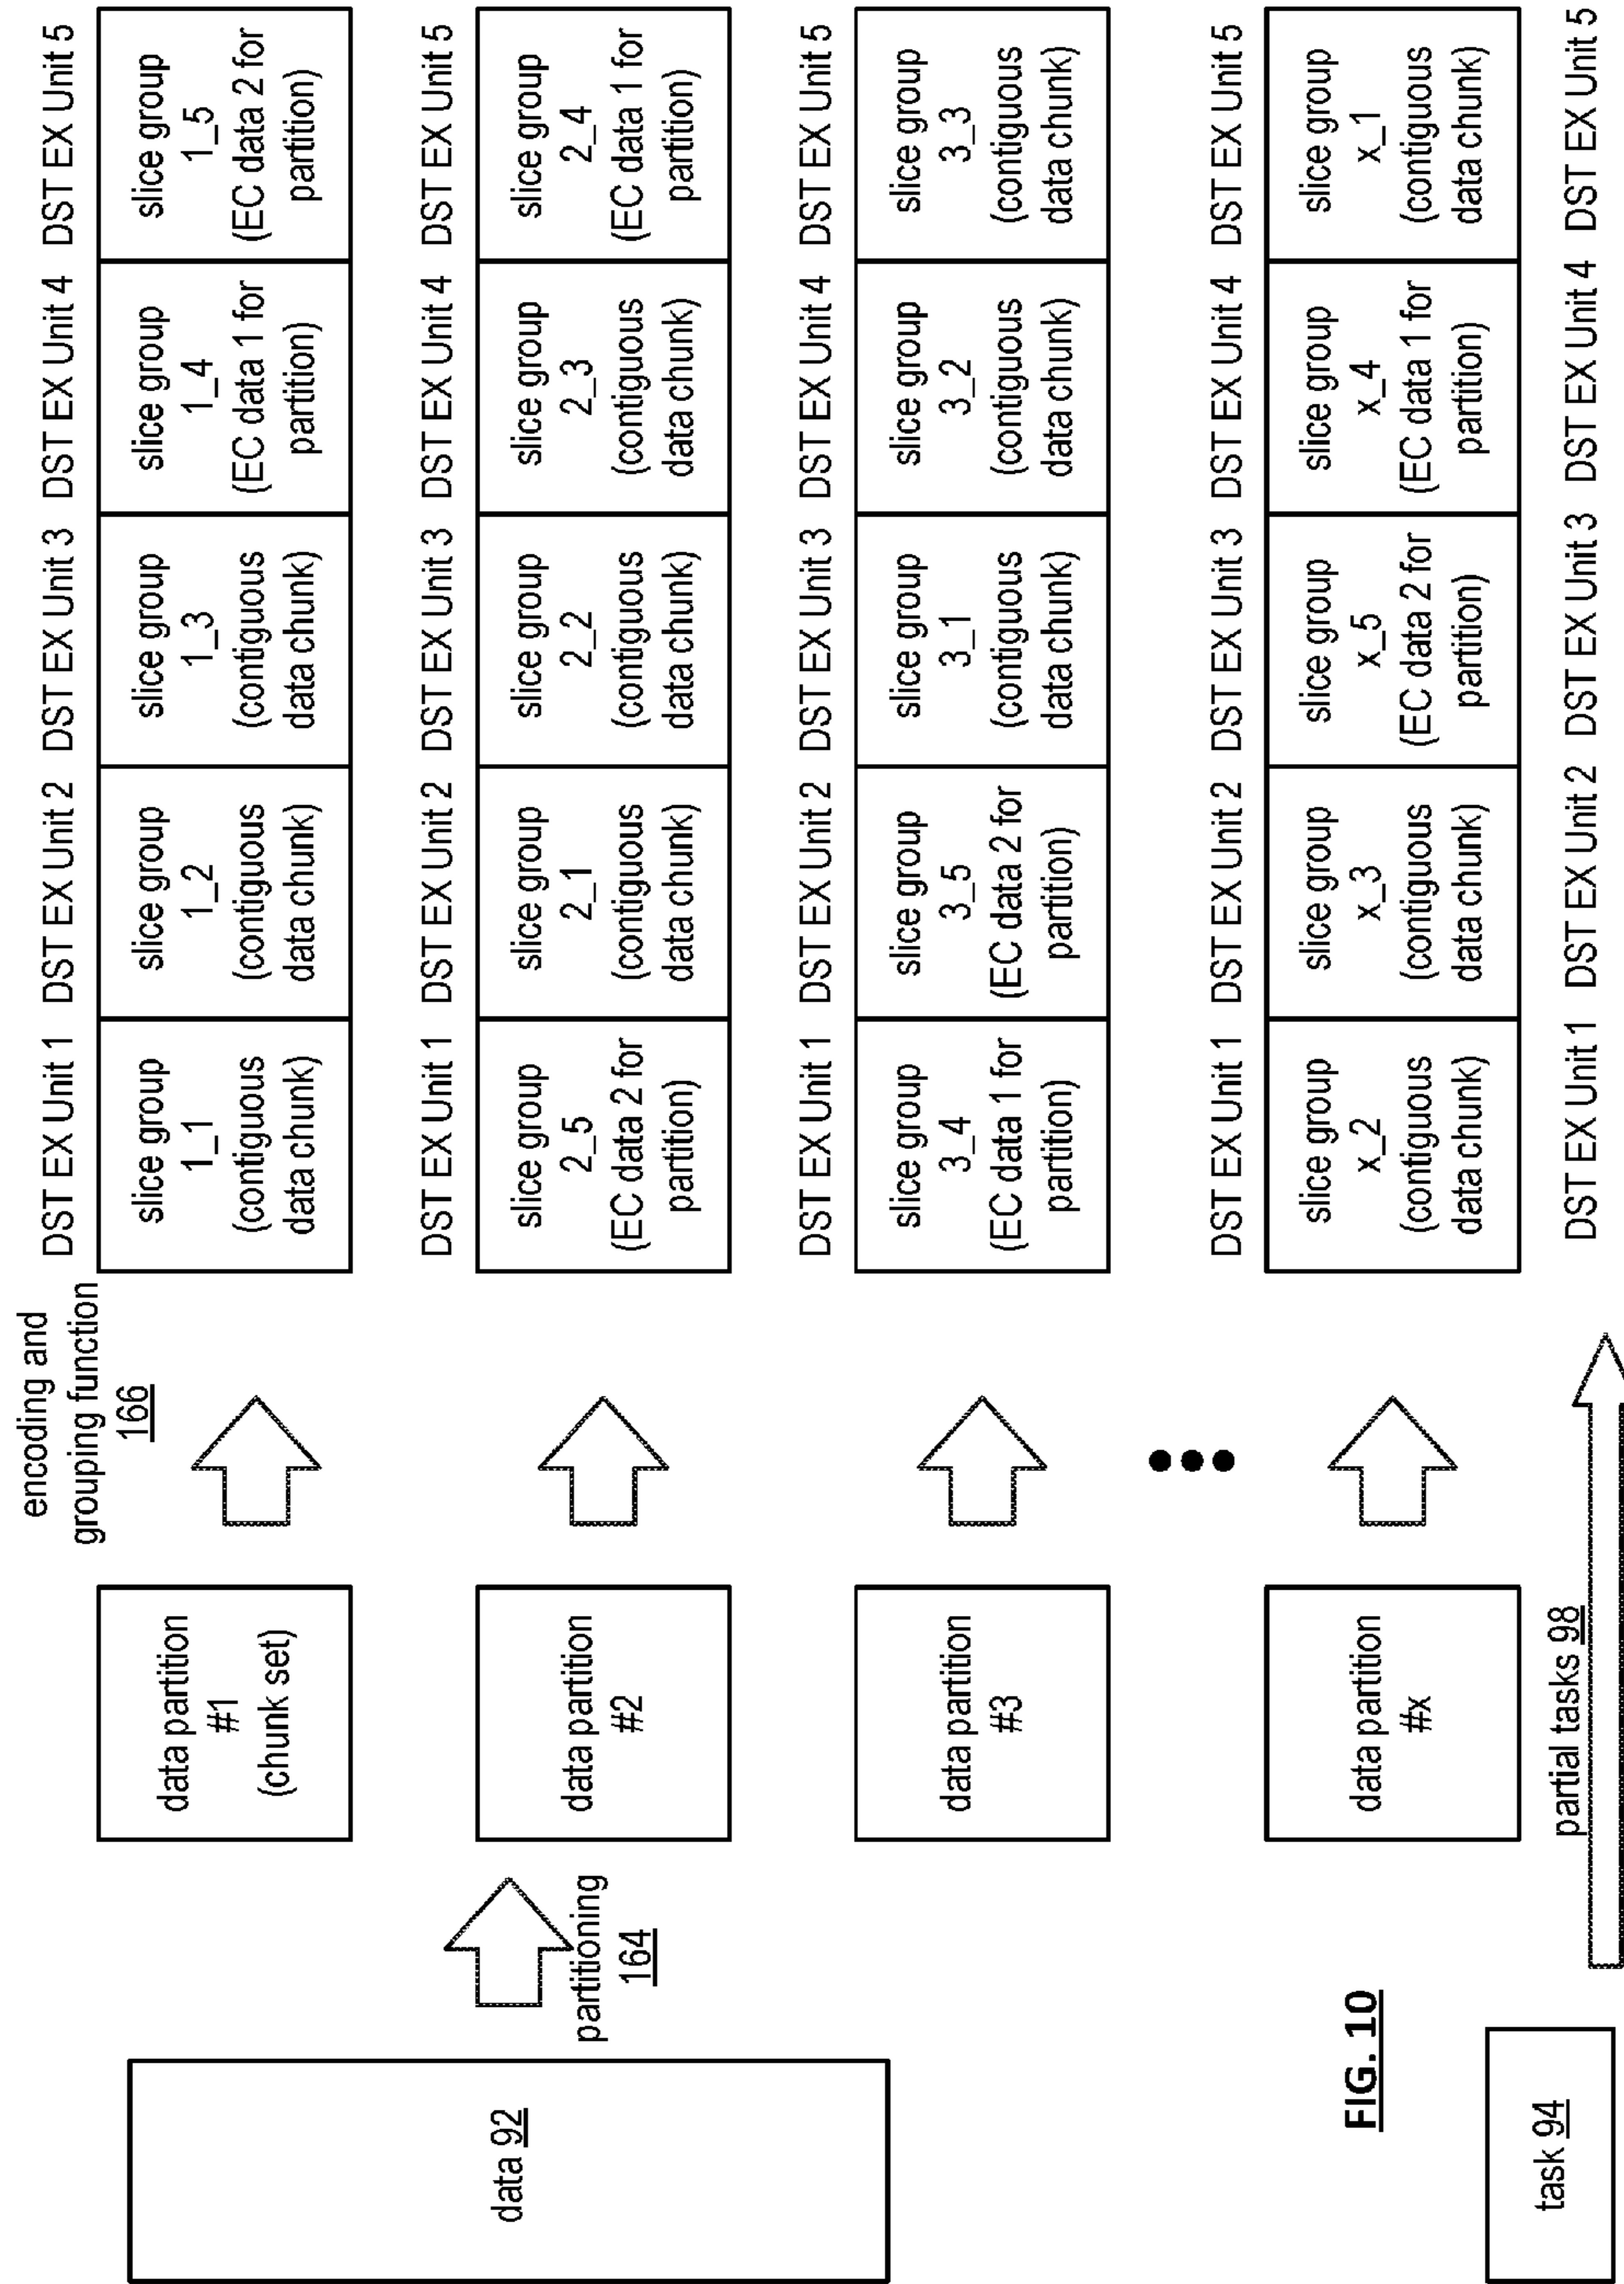 encoding and
grouping function
166
data 92
partitioning
164
data partition
#1
(chunk set)
DST EX Unit 1
DST EX Unit 2
DST EX Unit 3
DST EX Unit 4
DST EX Unit 5
slice group
1_1
(contiguous
data chunk)
slice group
1_2
(contiguous
data chunk)
slice group
1_3
(contiguous
data chunk)
slice group
1_4
(EC data 1 for
partition)
slice group
1_5
(EC data 2 for
partition)
data partition
#2
DST EX Unit 1
DST EX Unit 2
DST EX Unit 3
DST EX Unit 4
DST EX Unit 5
slice group
2_5
(EC data 2 for
partition)
slice group
2_1
(contiguous
data chunk)
slice group
2_2
(contiguous
data chunk)
slice group
2_3
(contiguous
data chunk)
slice group
2_4
(EC data 1 for
partition)
data partition
#3
DST EX Unit 1
DST EX Unit 2
DST EX Unit 3
DST EX Unit 4
DST EX Unit 5
slice group
3_4
(EC data 1 for
partition)
slice group
3_5
(EC data 2 for
partition)
slice group
3_1
(contiguous
data chunk)
slice group
3_2
(contiguous
data chunk)
slice group
3_3
(contiguous
data chunk)
data partition
#x
DST EX Unit 1
DST EX Unit 2
DST EX Unit 3
DST EX Unit 4
DST EX Unit 5
slice group
x_2
(contiguous
data chunk)
slice group
x_3
(contiguous
data chunk)
slice group
x_5
(EC data 2 for
partition)
slice group
x_4
(EC data 1 for
partition)
slice group
x_1
(contiguous
data chunk)
FIG. 10
task 94
partial tasks 98
DST EX Unit 1
DST EX Unit 2
DST EX Unit 3
DST EX Unit 4
DST EX Unit 5